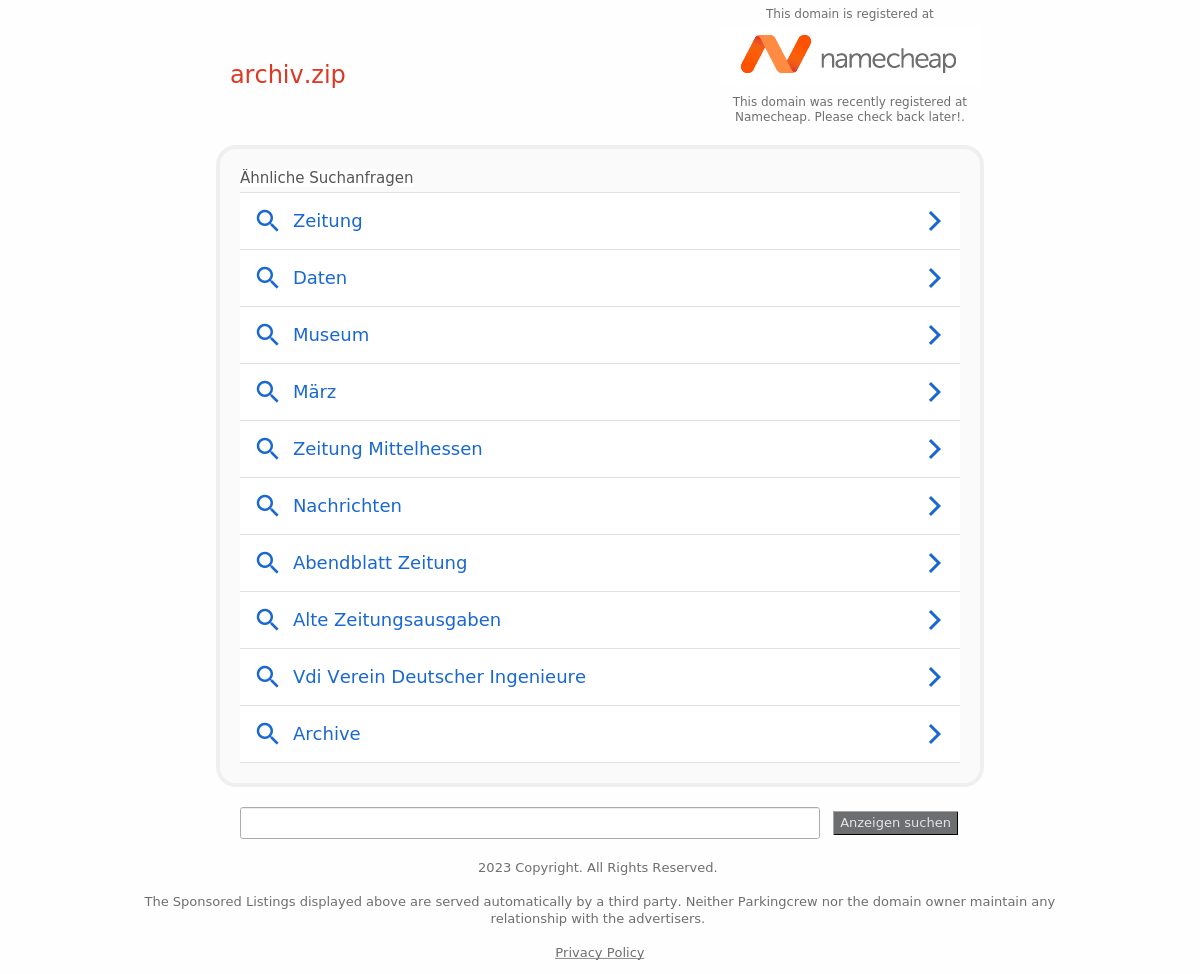 This domain is registered at
namecheap
archiv.zip
This domain was recently registered at
Namecheap. Please check back later!.
Ähnliche Suchanfragen
Zeitung
Daten
Museum
März
Zeitung Mittelhessen
Nachrichten
Abendblatt Zeitung
Alte Zeitungsausgaben
Vdi Verein Deutscher Ingenieure
Archive
Anzeigen suchen
2023 Copyright. All Rights Reserved.
The Sponsored Listings displayed above are served automatically by a third party. Neither Parkingcrew nor the domain owner maintain any
relationship with the advertisers.
Privacy Policy